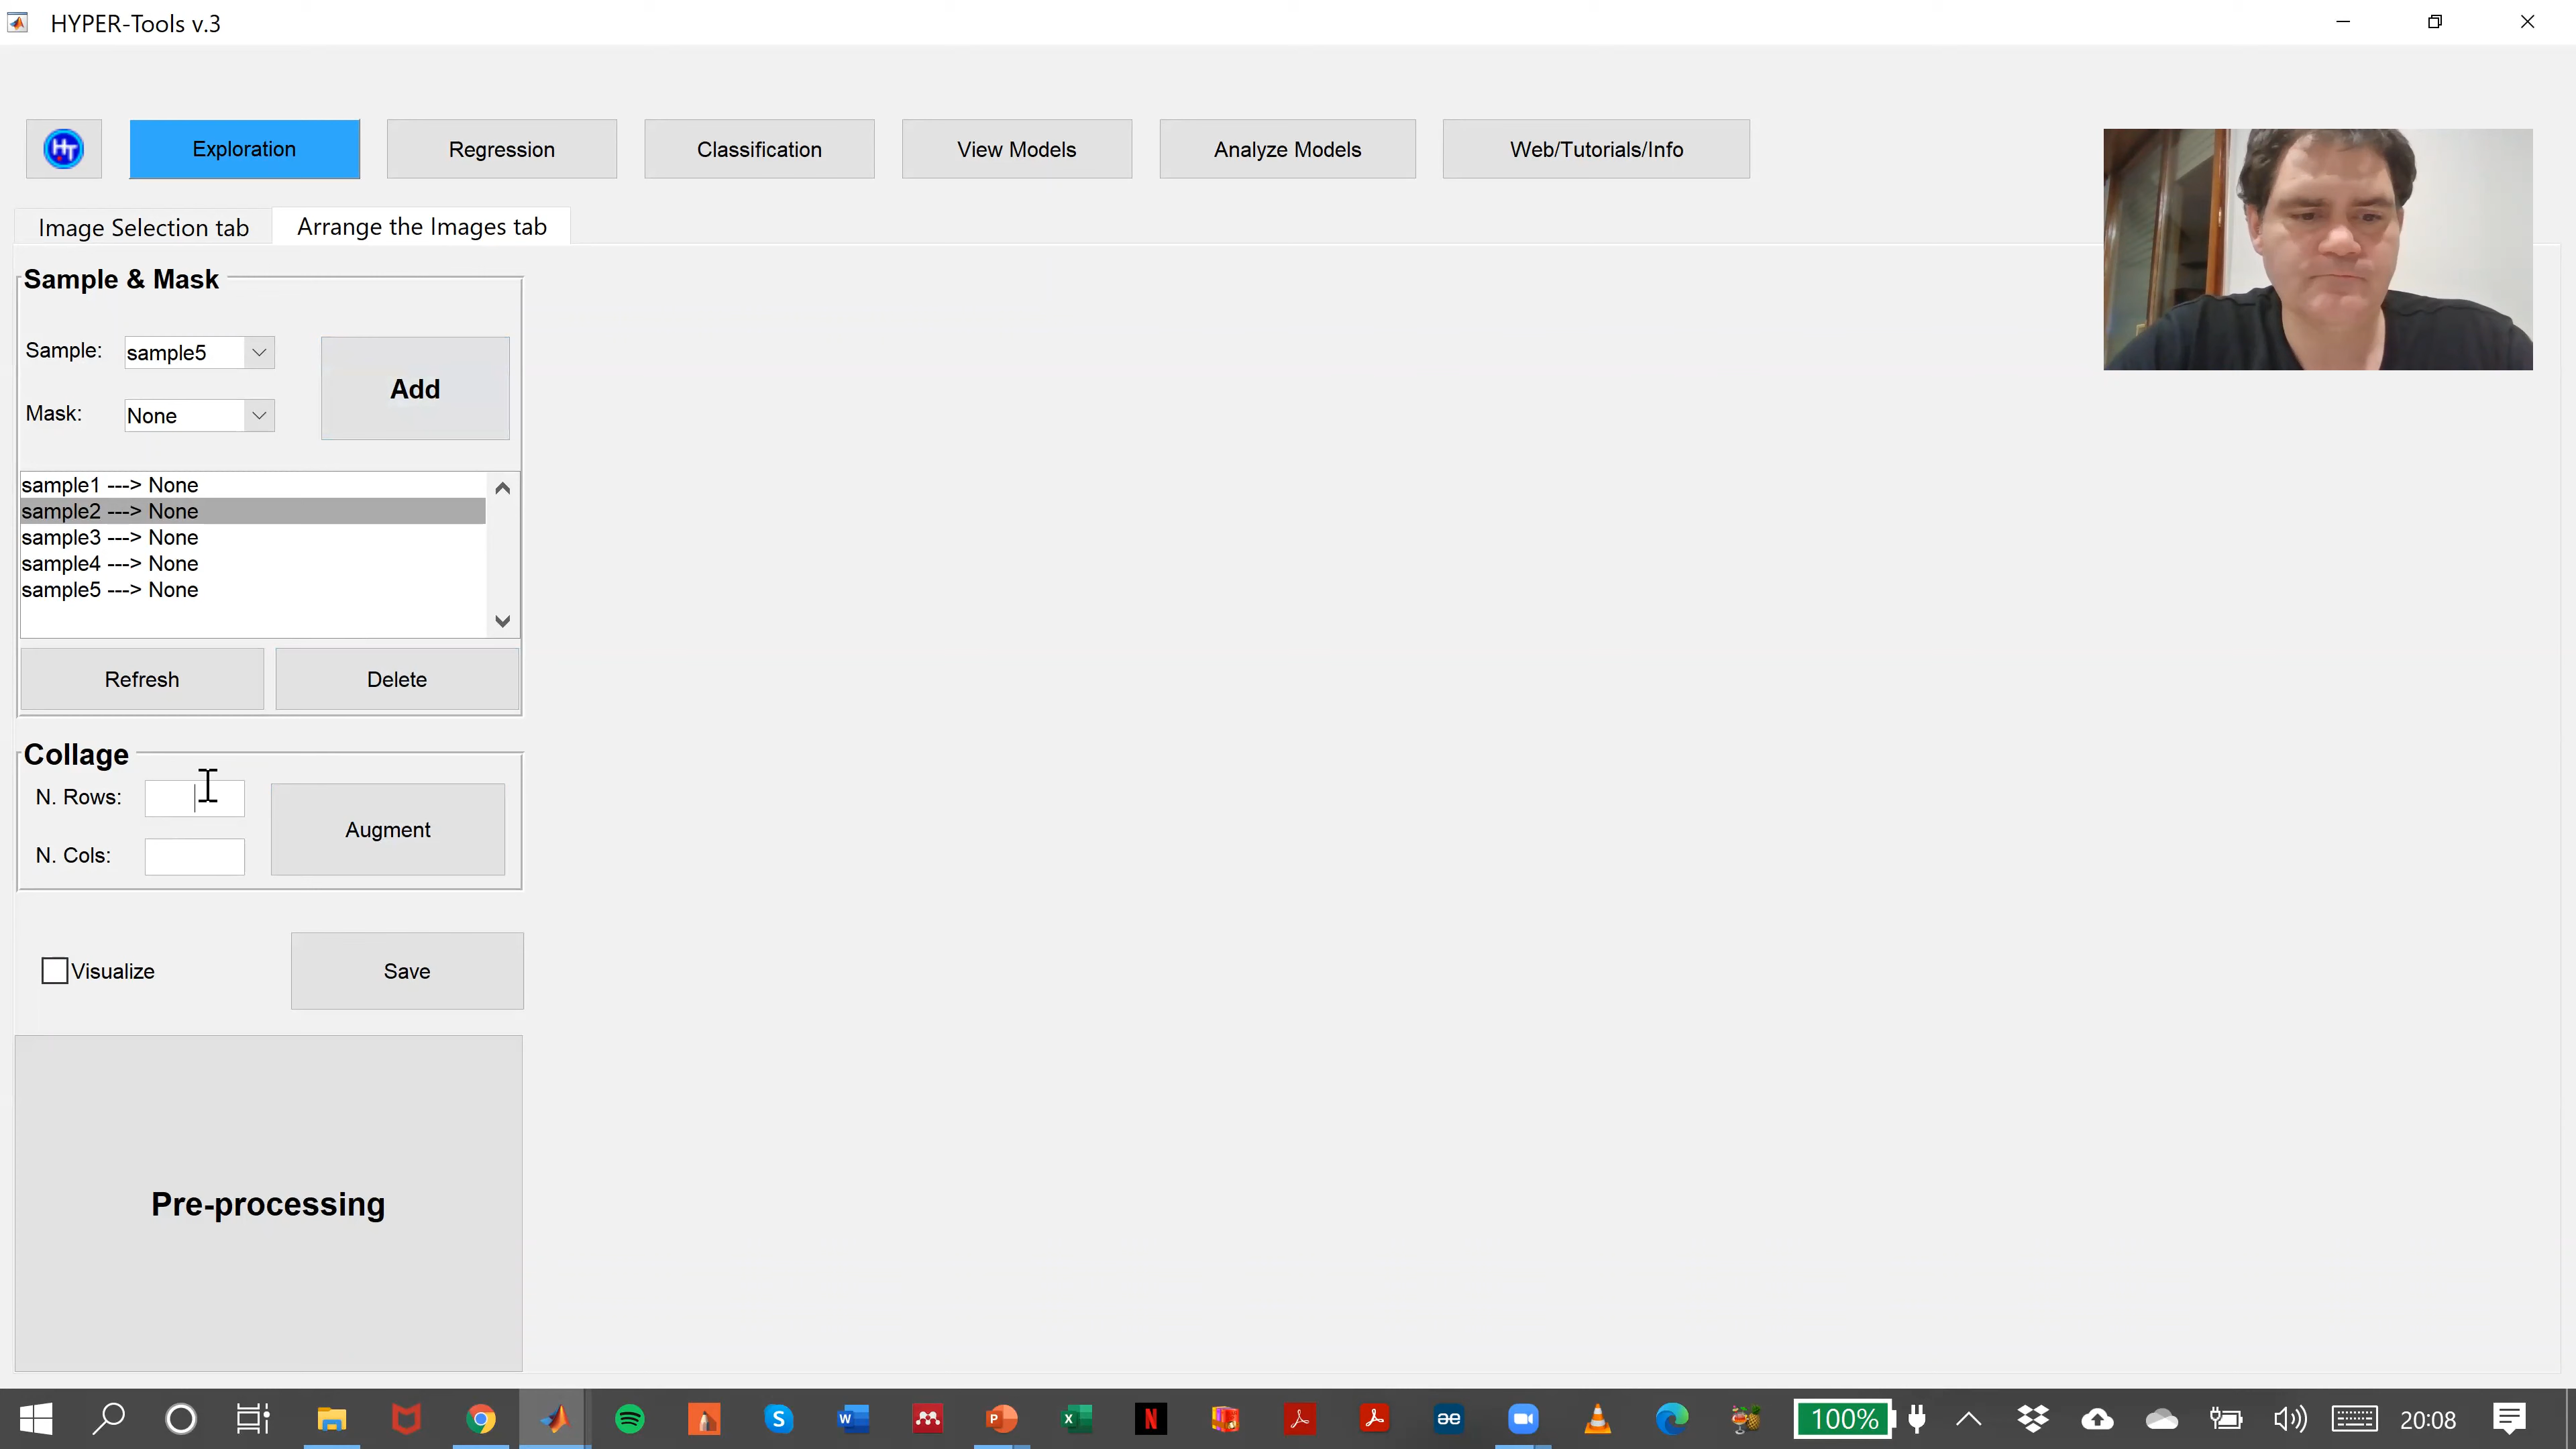 HYPER-Tools v.3
HT
Exploration
Regression
Classification
View Models
Analyze Models
Web/Tutorials/Info
Image Selection tab
Arrange the Images tab
Sample & Mask
Sample:
sample5
Add
Mask:
None
sample1 ---> None
sample2 ---> None
sample3 ---> None
sample4 ---> None
sample5 ---> None
Refresh
Delete
Collage
N. Rows:
Augment
N. Cols:
Visualize
Save
Pre-processing
100%
20:08